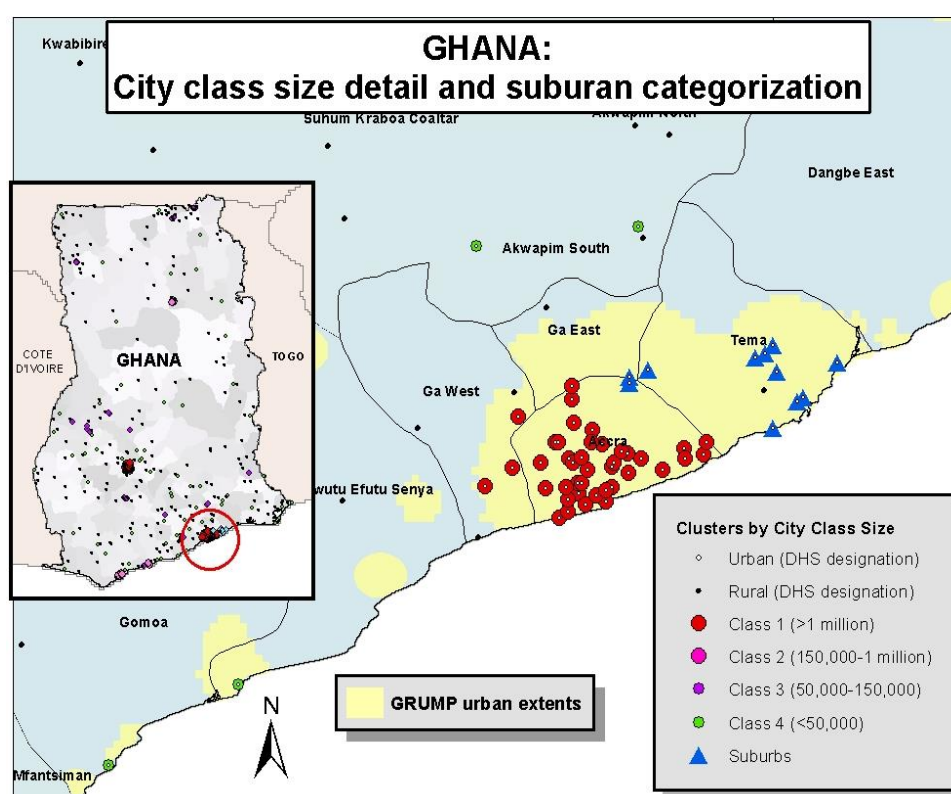 GHANA:
City class size detail and suburan categorization
Kwabibire
Suhum Kraboa Coaltar
Akwapim North
Dangbe East
Akwapim South
COTE
D'IVOIRE
GHANA
TOGO
Ga East
Tema
Ga West
Accra
wutu Efutu Senya
Gomoa
Mfantsiman
N
GRUMP urban extents
Clusters by City Class Size
Urban (DHS designation)
Rural (DHS designation)
Class 1 (>1 million)
Class 2 (150,000-1 million)
Class 3 (50,000-150,000)
Class 4 (<50,000)
Suburbs